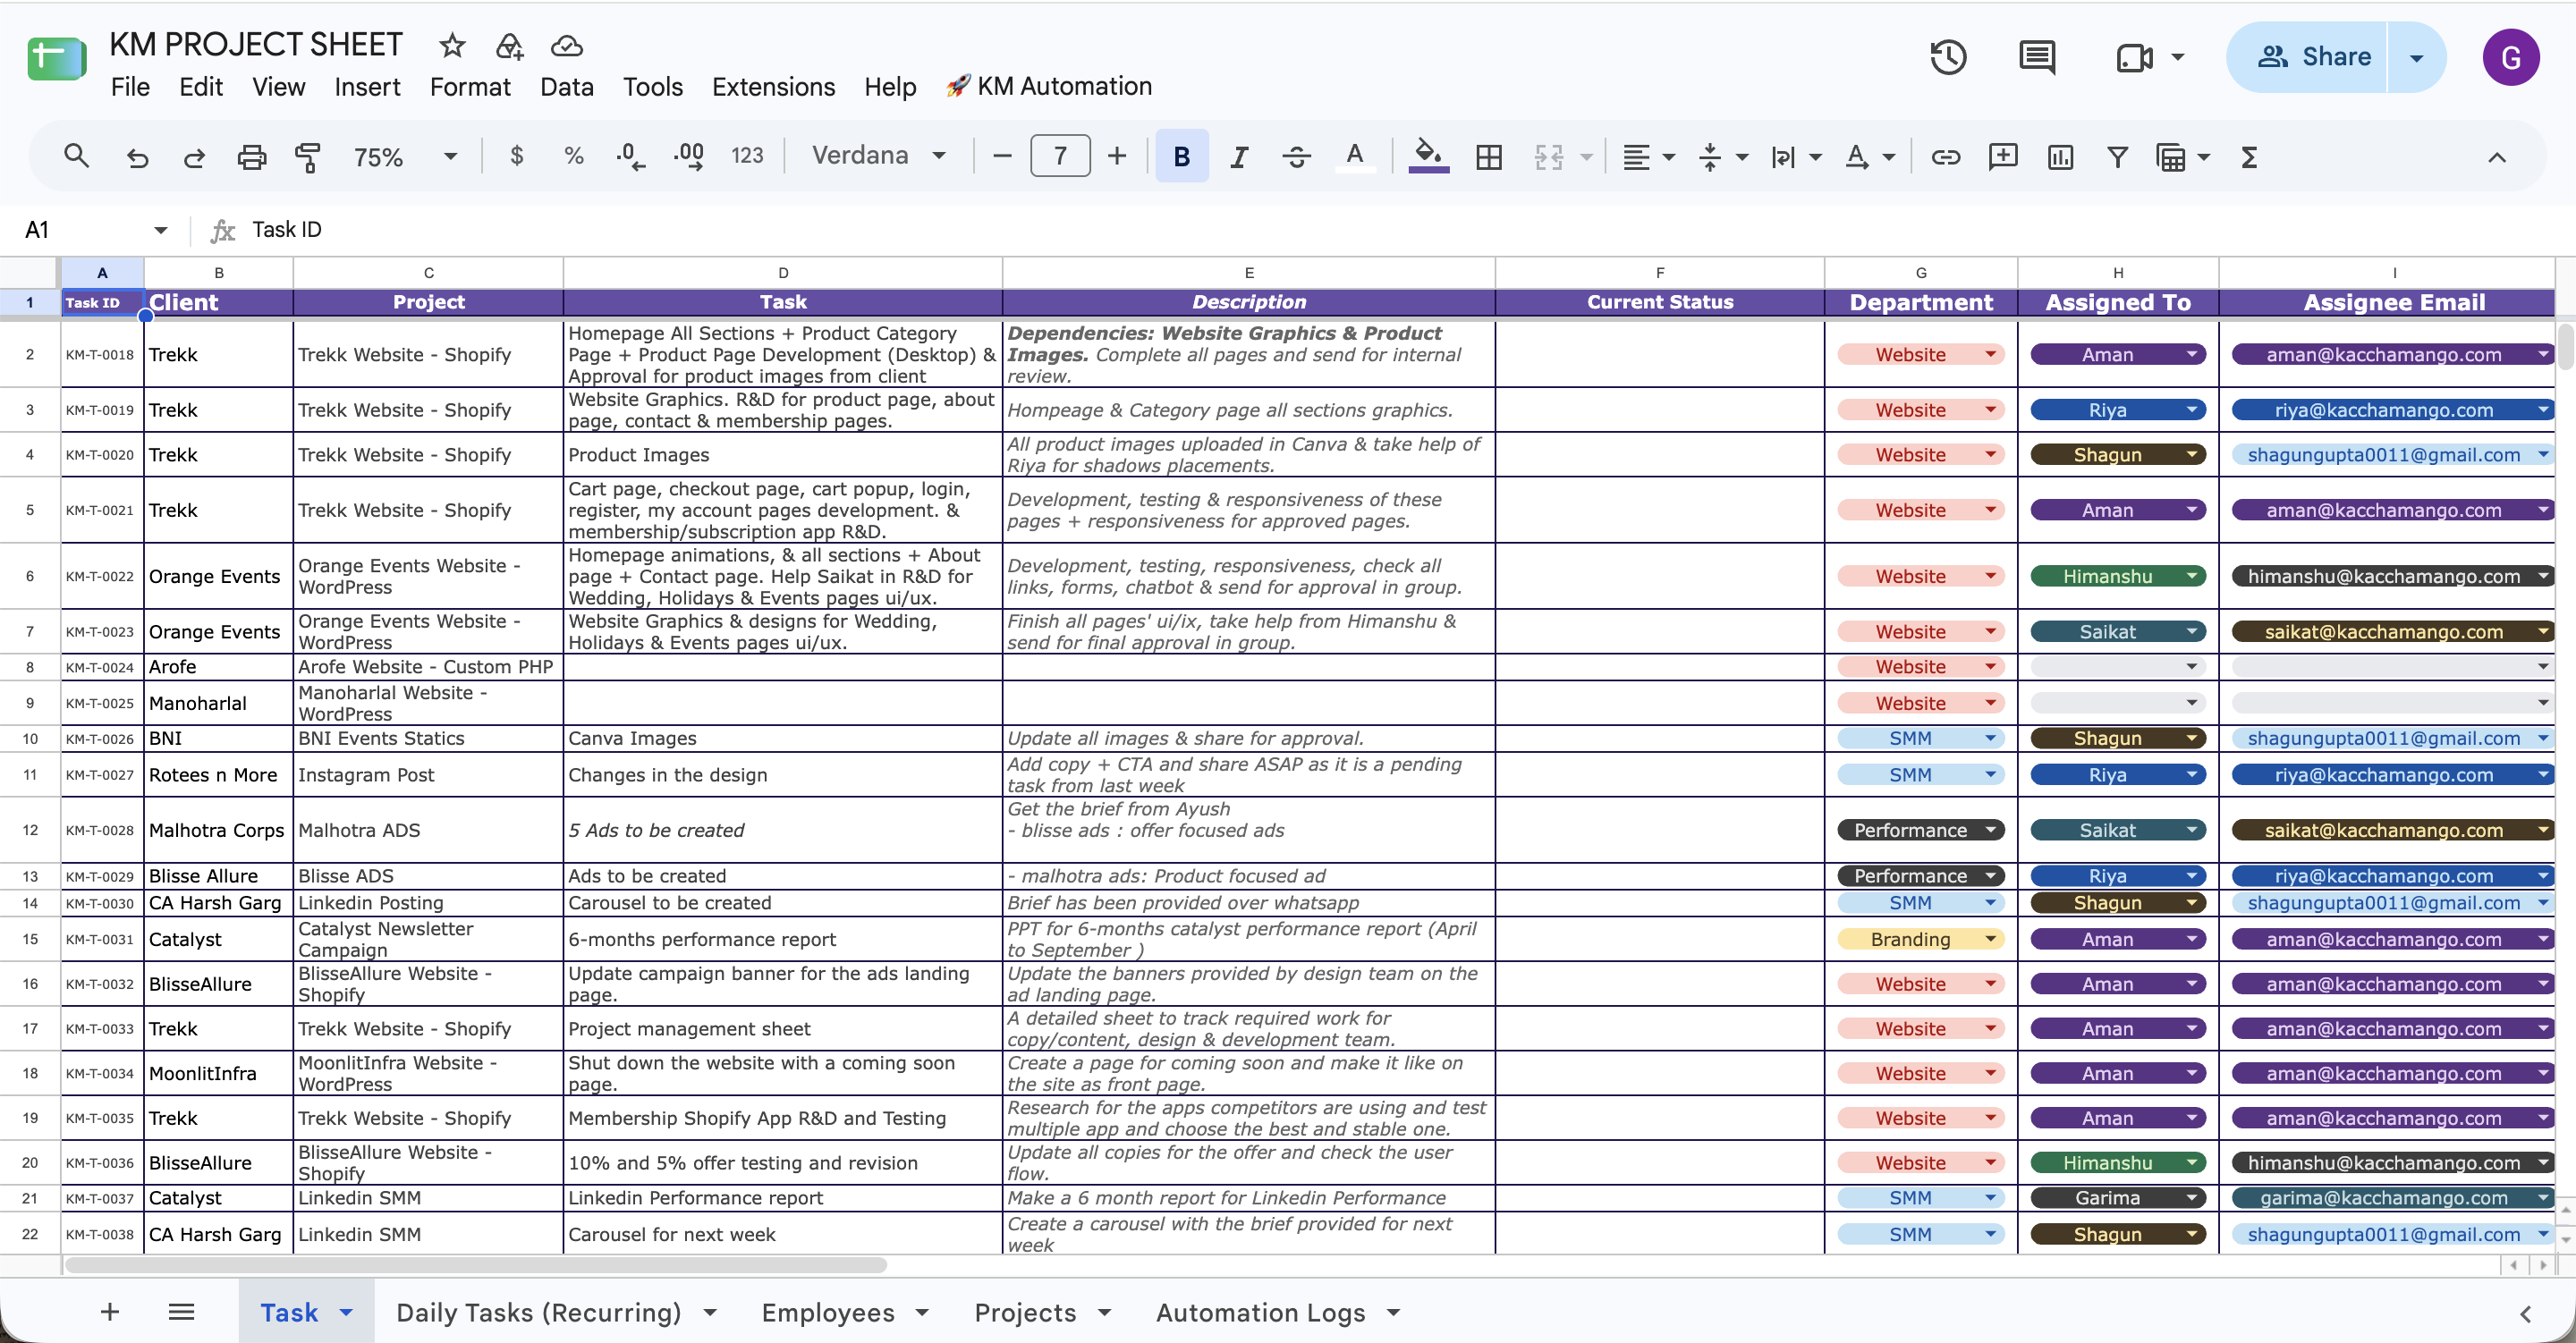 KM PROJECT SHEET
File Edit View Insert Format Data Tools Extensions Help 🚀 KM Automation
Share
G
75% $ % .0 .00 123 Verdana 7 B I A
A1 fx Task ID
A B C D E F G H I
1 Task ID Client Project Task Description Current Status Department Assigned To Assignee Email
2 KM-T-0018 Trekk Trekk Website - Shopify
Homepage All Sections + Product Category
Page + Product Page Development (Desktop) &
Approval for product images from client
Dependencies: Website Graphics & Product
Images. Complete all pages and send for internal
review.
Website Aman aman@kacchamango.com
3 KM-T-0019 Trekk Trekk Website - Shopify
Website Graphics. R&D for product page, about
page, contact & membership pages.
Hompeage & Category page all sections graphics.
Website Riya riya@kacchamango.com
4 KM-T-0020 Trekk Trekk Website - Shopify Product Images
All product images uploaded in Canva & take help of
Riya for shadows placements.
Website Shagun shagungupta0011@gmail.com
5 KM-T-0021 Trekk Trekk Website - Shopify
Cart page, checkout page, cart popup, login,
register, my account pages development. &
membership/subscription app R&D.
Development, testing & responsiveness of these
pages + responsiveness for approved pages.
Website Aman aman@kacchamango.com
6 KM-T-0022 Orange Events
Orange Events Website -
WordPress
Homepage animations, & all sections + About
page + Contact page. Help Saikat in R&D for
Wedding, Holidays & Events pages ui/ux.
Development, testing, responsiveness, check all
links, forms, chatbot & send for approval in group.
Website Himanshu himanshu@kacchamango.com
7 KM-T-0023 Orange Events
Orange Events Website -
WordPress
Website Graphics & designs for Wedding,
Holidays & Events pages ui/ux.
Finish all pages' ui/ix, take help from Himanshu &
send for final approval in group.
Website Saikat saikat@kacchamango.com
8 KM-T-0024 Arofe Arofe Website - Custom PHP Website
9 KM-T-0025 Manoharlal
Manoharlal Website -
WordPress
Website
10 KM-T-0026 BNI BNI Events Statics Canva Images Update all images & share for approval. SMM Shagun shagungupta0011@gmail.com
11 KM-T-0027 Rotees n More Instagram Post Changes in the design
Add copy + CTA and share ASAP as it is a pending
task from last week
SMM Riya riya@kacchamango.com
12 KM-T-0028 Malhotra Corps Malhotra ADS 5 Ads to be created
Get the brief from Ayush
- blisse ads : offer focused ads
Performance Saikat saikat@kacchamango.com
13 KM-T-0029 Blisse Allure Blisse ADS Ads to be created - malhotra ads: Product focused ad Performance Riya riya@kacchamango.com
14 KM-T-0030 CA Harsh Garg Linkedin Posting Carousel to be created Brief has been provided over whatsapp SMM Shagun shagungupta0011@gmail.com
15 KM-T-0031 Catalyst
Catalyst Newsletter
Campaign
6-months performance report
PPT for 6-months catalyst performance report (April
to September )
Branding Aman aman@kacchamango.com
16 KM-T-0032 BlisseAllure
BlisseAllure Website -
Shopify
Update campaign banner for the ads landing
page.
Update the banners provided by design team on the
ad landing page.
Website Aman aman@kacchamango.com
17 KM-T-0033 Trekk Trekk Website - Shopify Project management sheet
A detailed sheet to track required work for
copy/content, design & development team.
Website Aman aman@kacchamango.com
18 KM-T-0034 MoonlitInfra
MoonlitInfra Website -
WordPress
Shut down the website with a coming soon
page.
Create a page for coming soon and make it like on
the site as front page.
Website Aman aman@kacchamango.com
19 KM-T-0035 Trekk Trekk Website - Shopify Membership Shopify App R&D and Testing
Research for the apps competitors are using and test
multiple app and choose the best and stable one.
Website Aman aman@kacchamango.com
20 KM-T-0036 BlisseAllure
BlisseAllure Website -
Shopify
10% and 5% offer testing and revision
Update all copies for the offer and check the user
flow.
Website Himanshu himanshu@kacchamango.com
21 KM-T-0037 Catalyst Linkedin SMM Linkedin Performance report Make a 6 month report for Linkedin Performance SMM Garima garima@kacchamango.com
22 KM-T-0038 CA Harsh Garg Linkedin SMM Carousel for next week
Create a carousel with the brief provided for next
week
SMM Shagun shagungupta0011@gmail.com
Task Daily Tasks (Recurring) Employees Projects Automation Logs